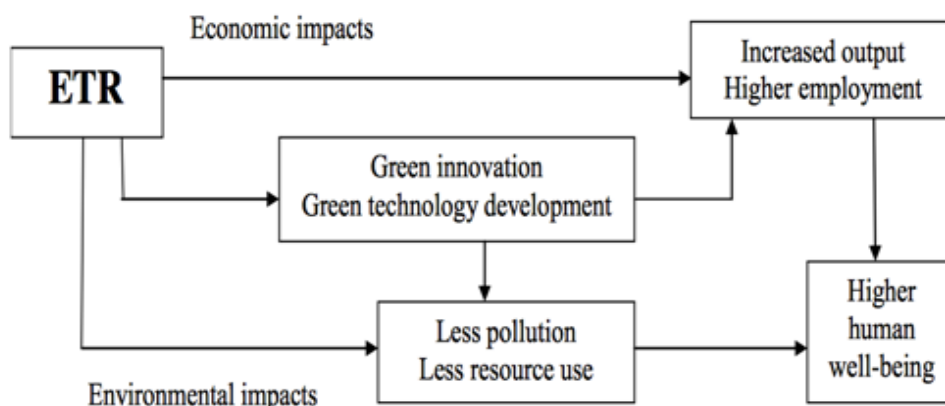 Economic impacts
ETR
Increased output
Higher employment
Green innovation
Green technology development
Less pollution
Less resource use
Higher
human
well-being
Environmental impacts